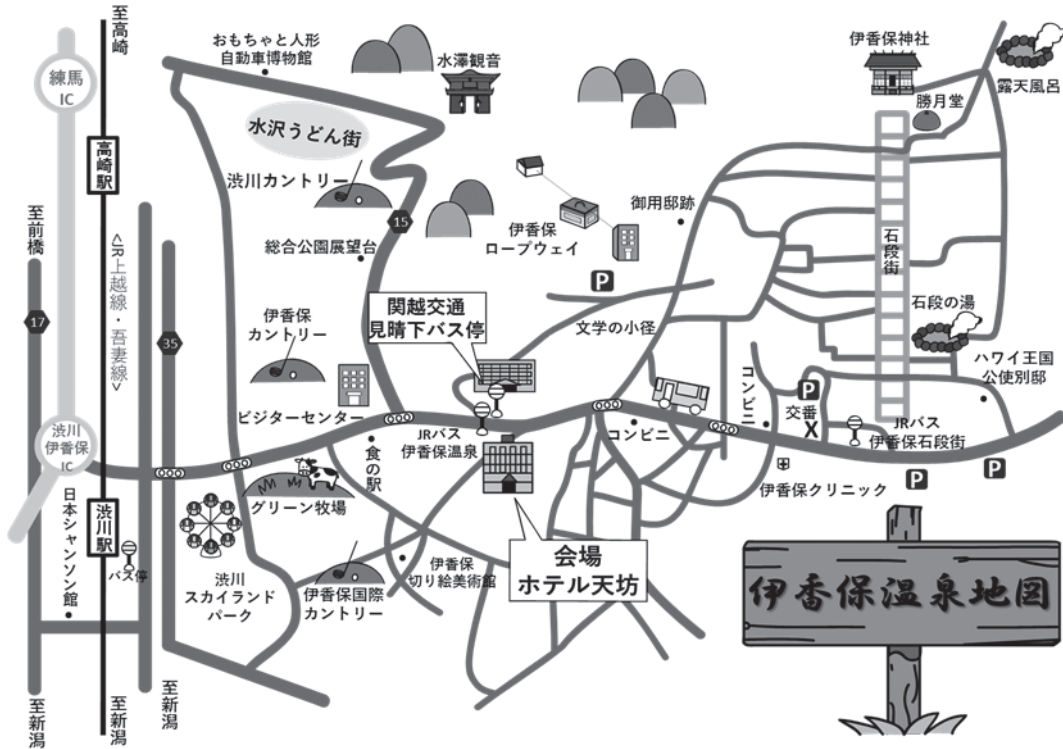 至高崎
練馬
IC
高崎駅
至前橋
<JR上越線・吾妻線>
17
35
渋川
伊香保
IC
日本シャンソン館
渋川駅
バス停
至新潟
至新潟
至新潟
おもちゃと人形
自動車博物館
水澤観音
水沢うどん街
渋川カントリー
15
総合公園展望台
伊香保
カントリー
ビジターセンター
グリーン牧場
食の駅
渋川
スカイランド
パーク
伊香保国際
カントリー
伊香保
切り絵美術館
関越交通
見晴下バス停
JRバス
伊香保温泉
会場
ホテル天坊
伊香保
ロープウェイ
P
御用邸跡
文学の小径
コンビニ
コンビニ
伊香保神社
勝月堂
露天風呂
石段街
石段の湯
ハワイ王国
公使別邸
P
交番
X
JRバス
伊香保石段街
伊香保クリニック
P
P
伊香保温泉地図